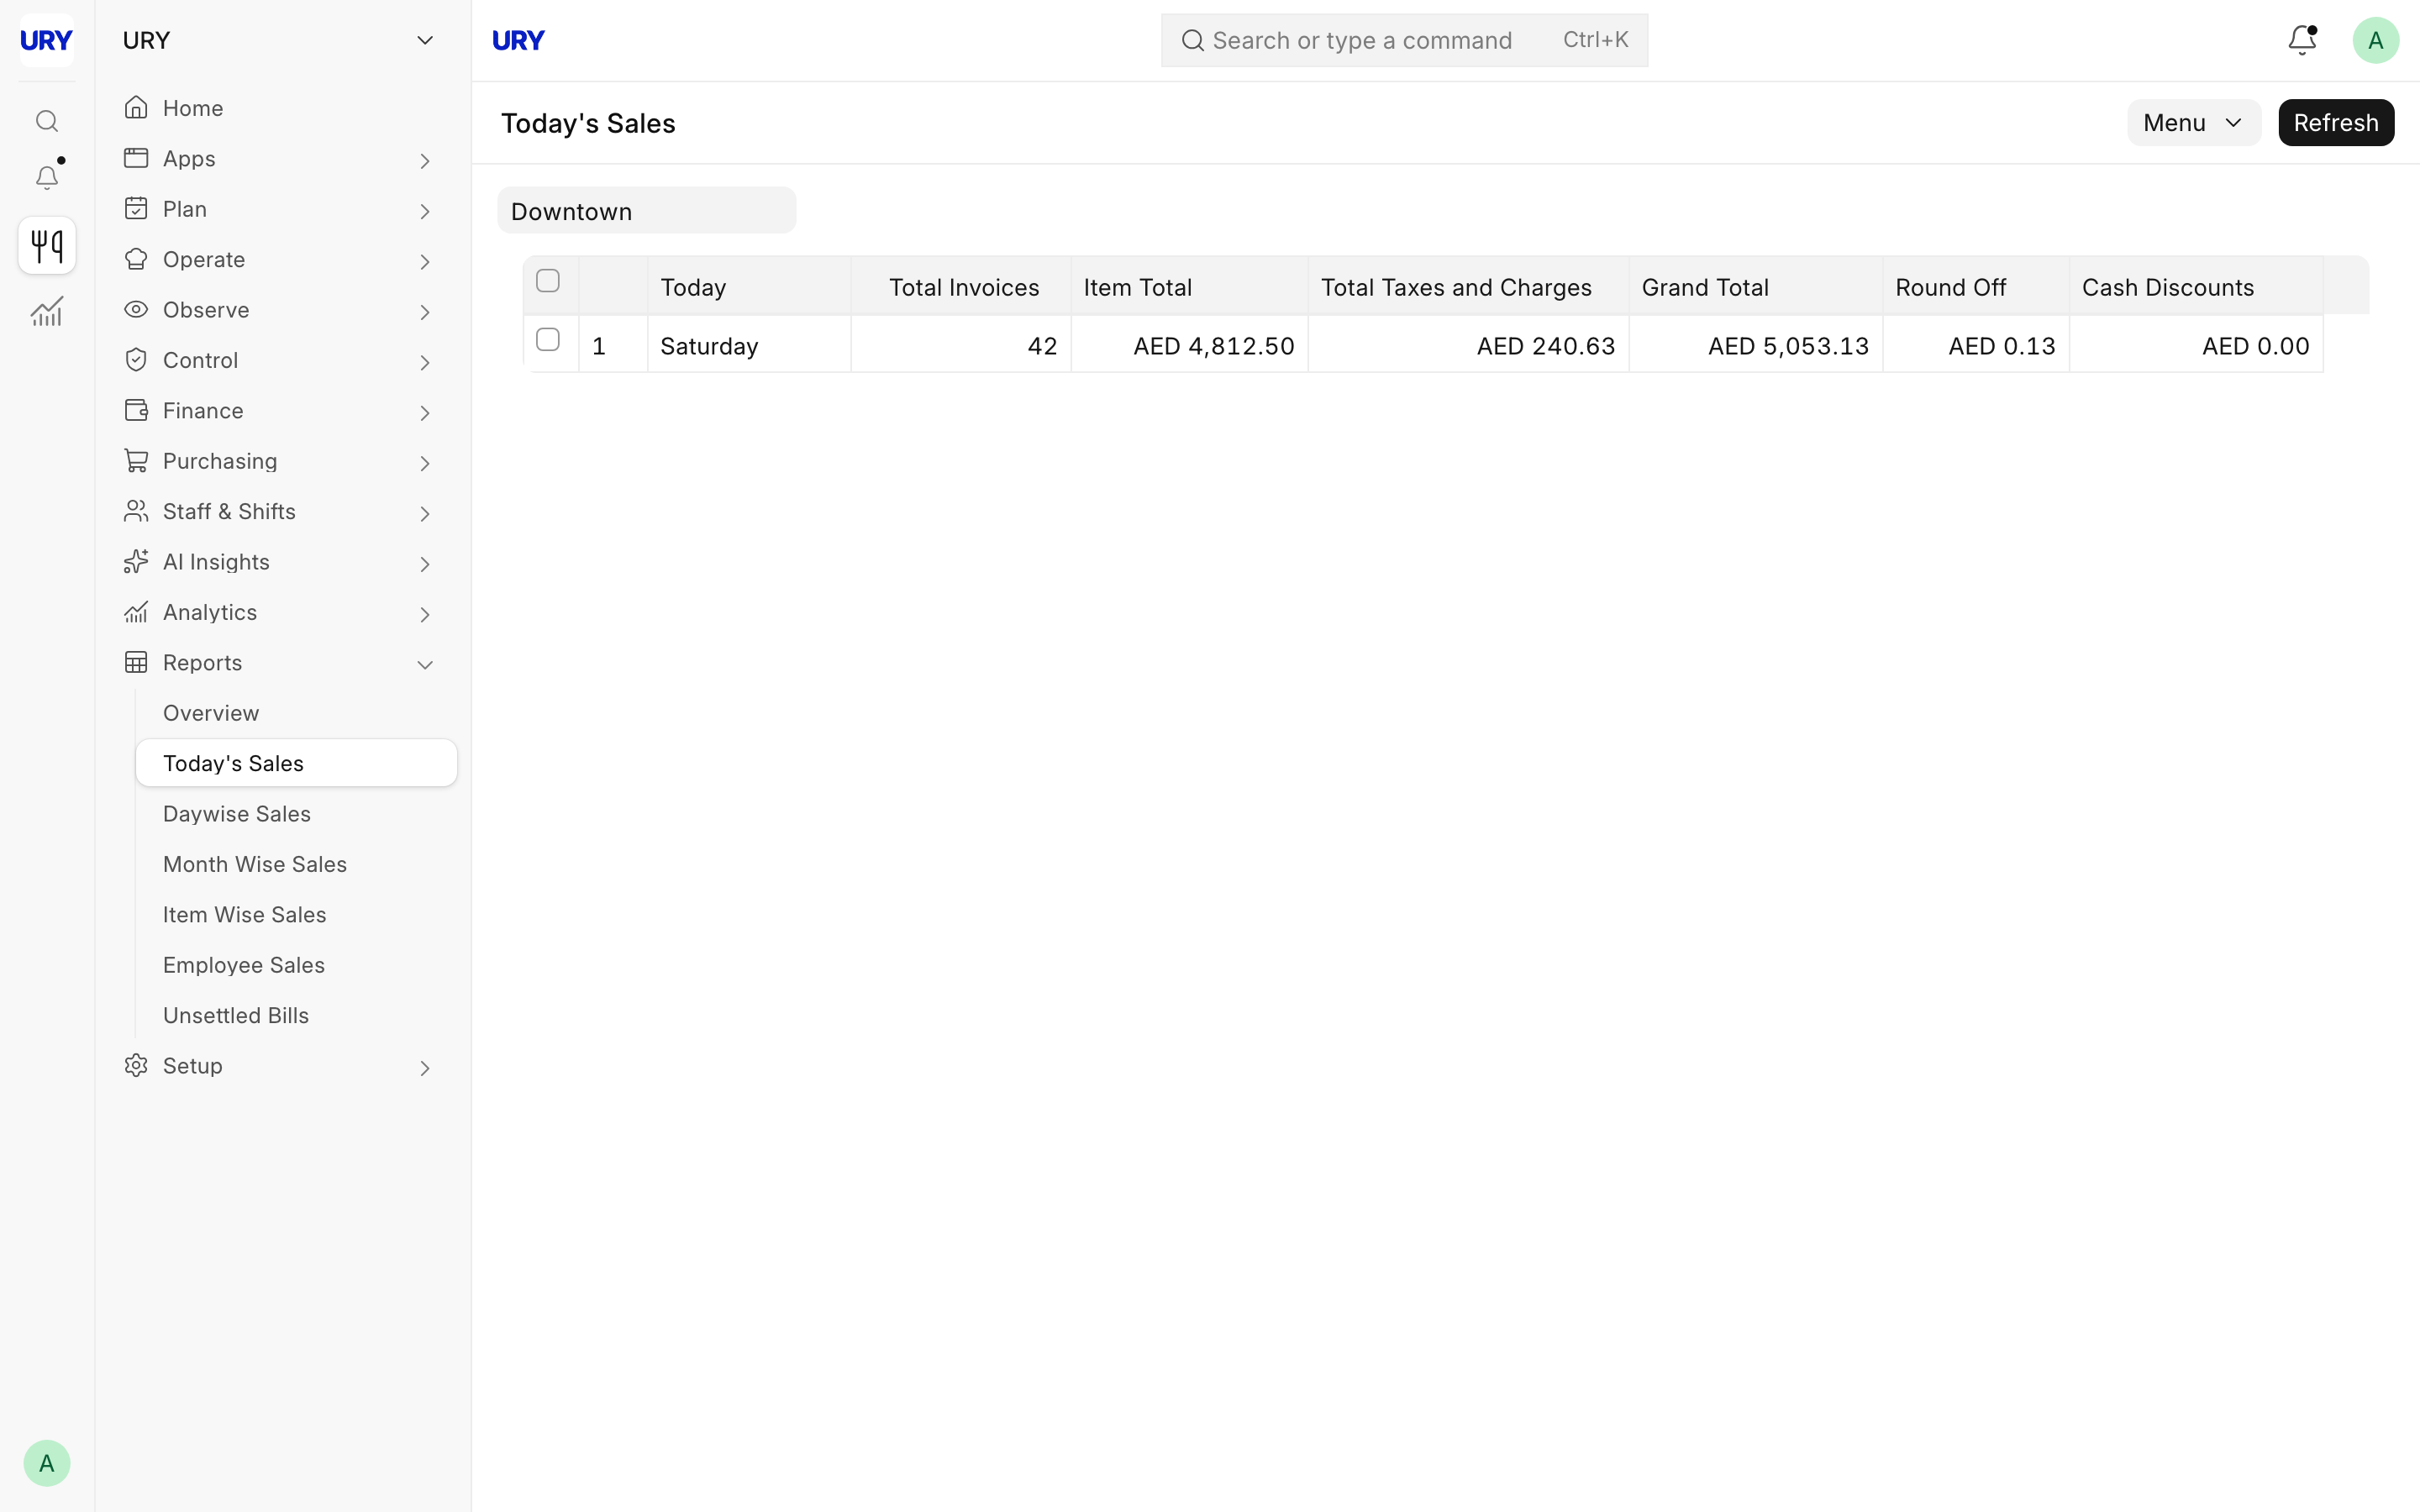 URY
URY
URY
Search or type a command
Ctrl+K
A
Home
Apps
Plan
Operate
Observe
Control
Finance
Purchasing
Staff & Shifts
AI Insights
Analytics
Reports
Overview
Today's Sales
Daywise Sales
Month Wise Sales
Item Wise Sales
Employee Sales
Unsettled Bills
Setup
A
Today's Sales
Menu
Refresh
Downtown
Today Total Invoices Item Total Total Taxes and Charges Grand Total Round Off Cash Discounts
1 Saturday 42 AED 4,812.50 AED 240.63 AED 5,053.13 AED 0.13 AED 0.00